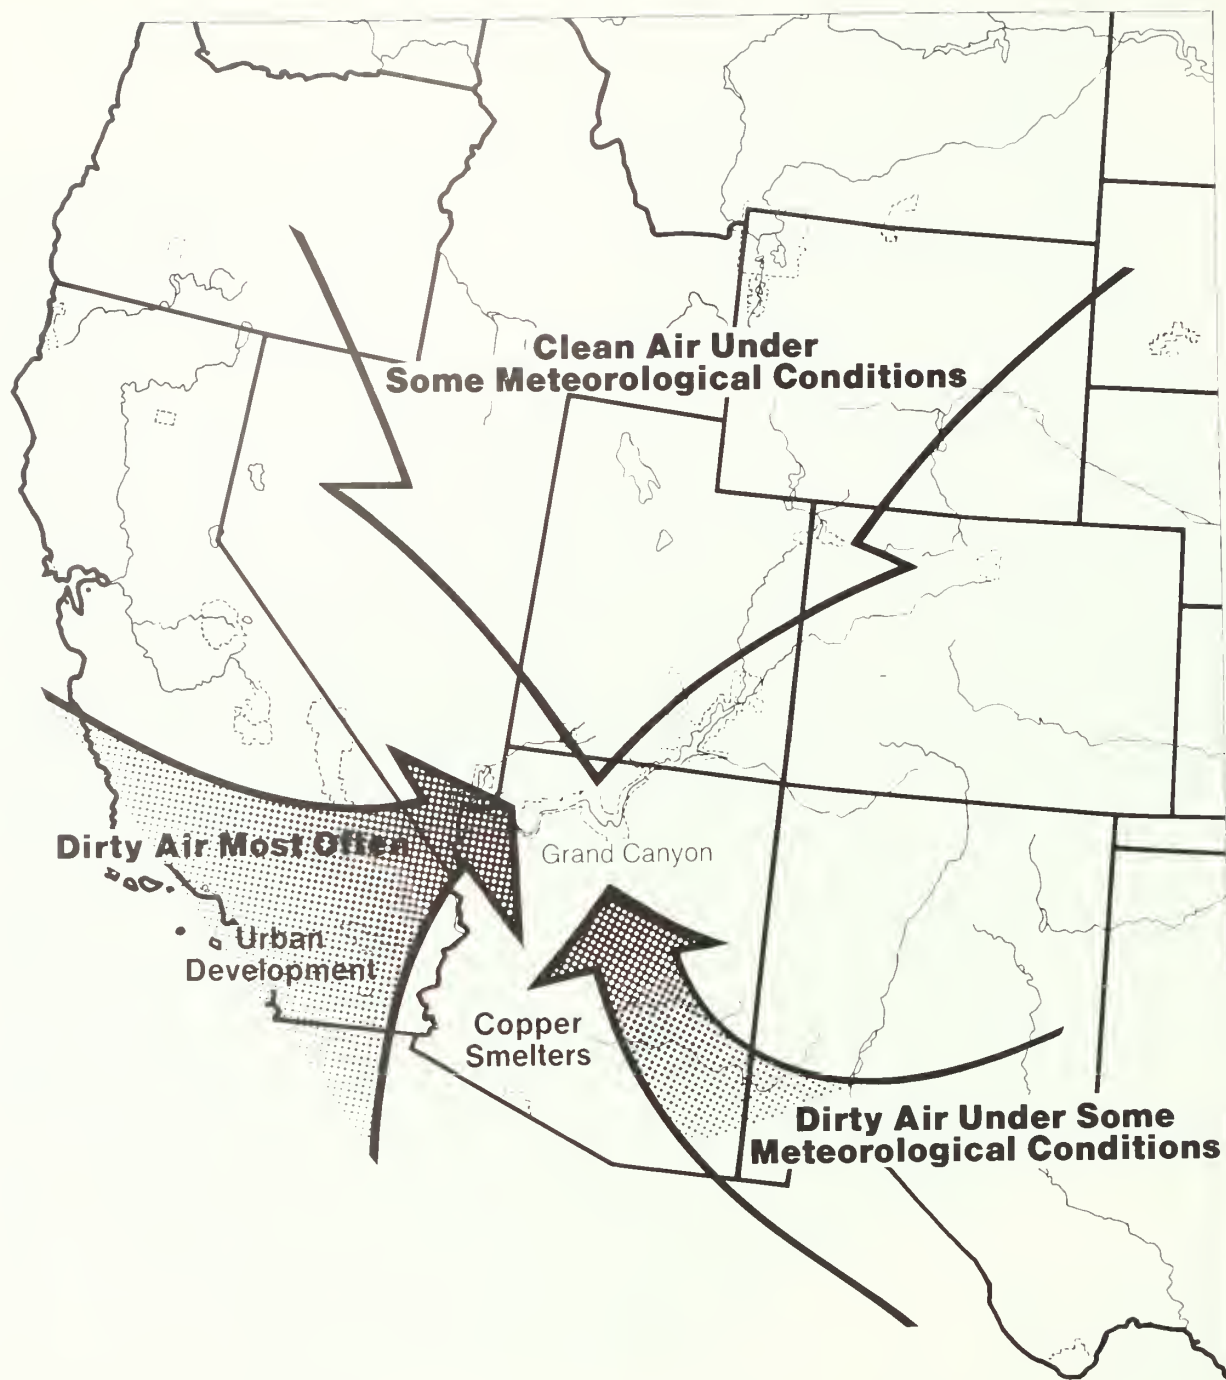 Clean Air Under
Some Meteorological Conditions
Dirty Air Most Often
Grand Canyon
Urban
Development
Copper
Smelters
Dirty Air Under Some
Meteorological Conditions